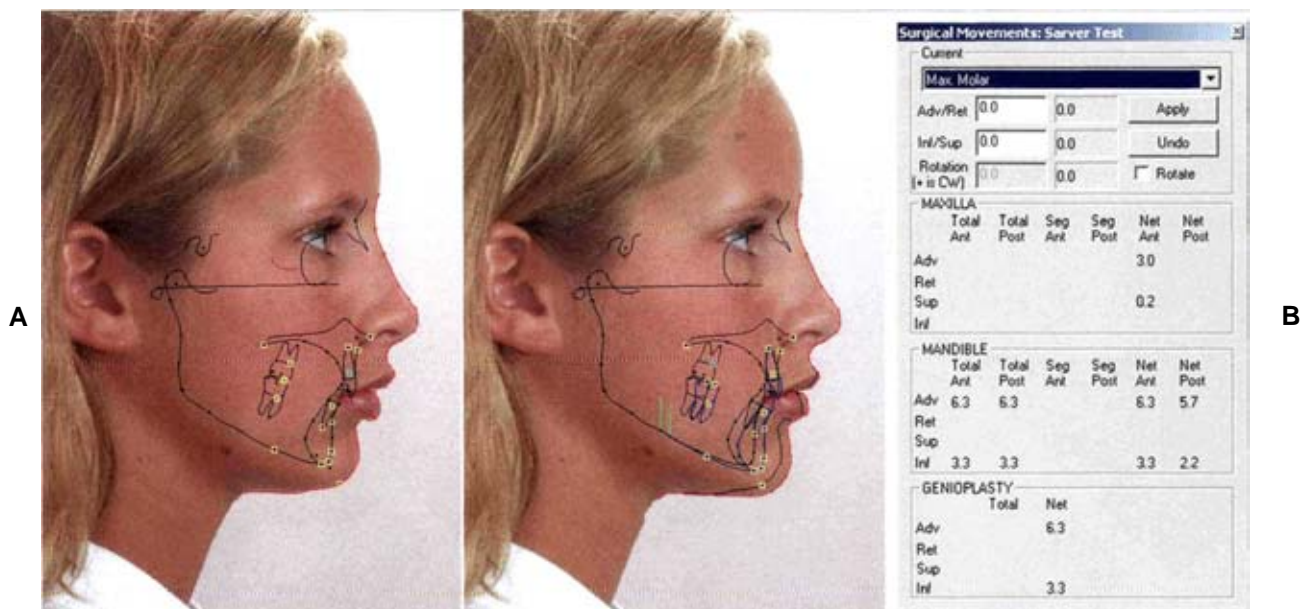 A
B
Surgical Movements: Sarver Test
Current
Max. Molar
Adv/Ret 0.0 0.0 Apply
Inf/Sup 0.0 0.0 Undo
Rotation (+ is CW) 0.0 0.0 Rotate
MAXILLA
Total Ant Total Post Seg Ant Seg Post Net Ant Net Post
Adv 3.0
Ret
Sup 0.2
Inf
MANDIBLE
Total Ant Total Post Seg Ant Seg Post Net Ant Net Post
Adv 6.3 6.3 6.3 5.7
Ret
Sup
Inf 3.3 3.3 3.3 2.2
GENIOPLASTY
Total Net
Adv 6.3
Ret
Sup
Inf 3.3